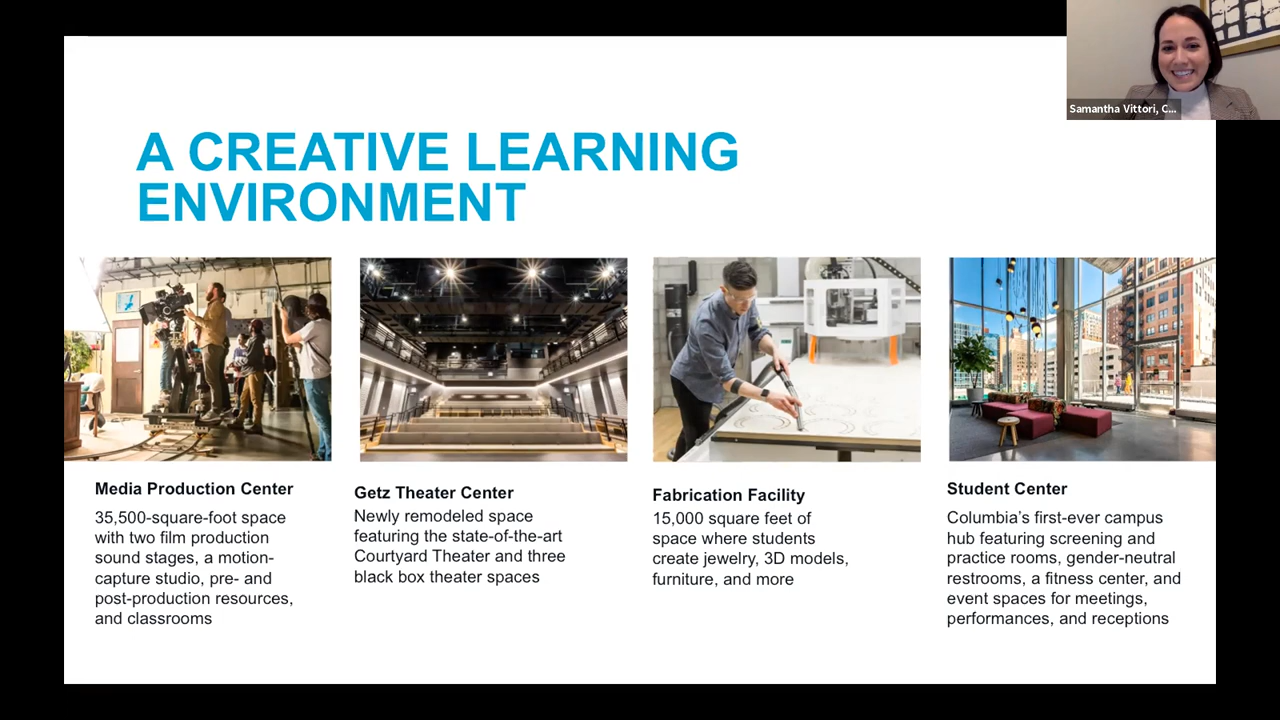 Samantha Vittori, C...
A CREATIVE LEARNING
ENVIRONMENT
Media Production Center
35,500-square-foot space
with two film production
sound stages, a motion-
capture studio, pre- and
post-production resources,
and classrooms
Getz Theater Center
Newly remodeled space
featuring the state-of-the-art
Courtyard Theater and three
black box theater spaces
Fabrication Facility
15,000 square feet of
space where students
create jewelry, 3D models,
furniture, and more
Student Center
Columbia’s first-ever campus
hub featuring screening and
practice rooms, gender-neutral
restrooms, a fitness center, and
event spaces for meetings,
performances, and receptions